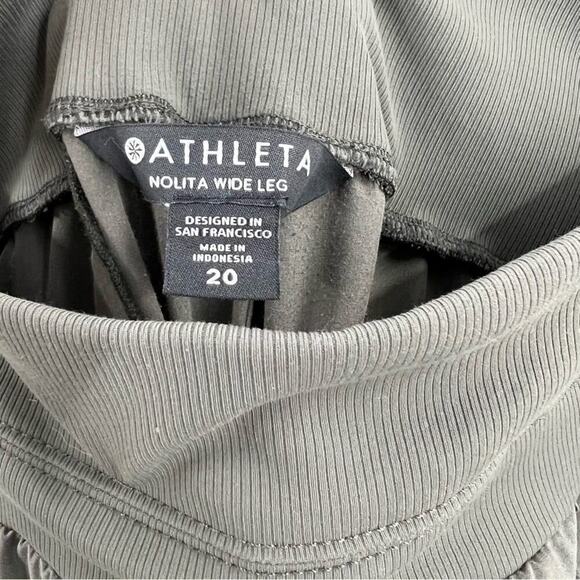 ATHLETA
NOLITA WIDE LEG
DESIGNED IN
SAN FRANCISCO
MADE IN
INDONESIA
20